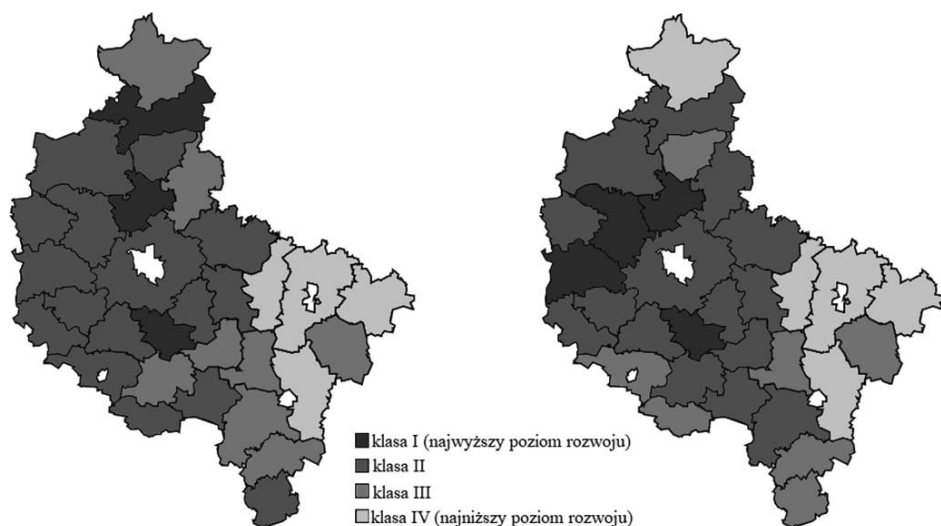 klasa I (najwyższy poziom rozwoju)
klasa II
klasa III
klasa IV (najniższy poziom rozwoju)